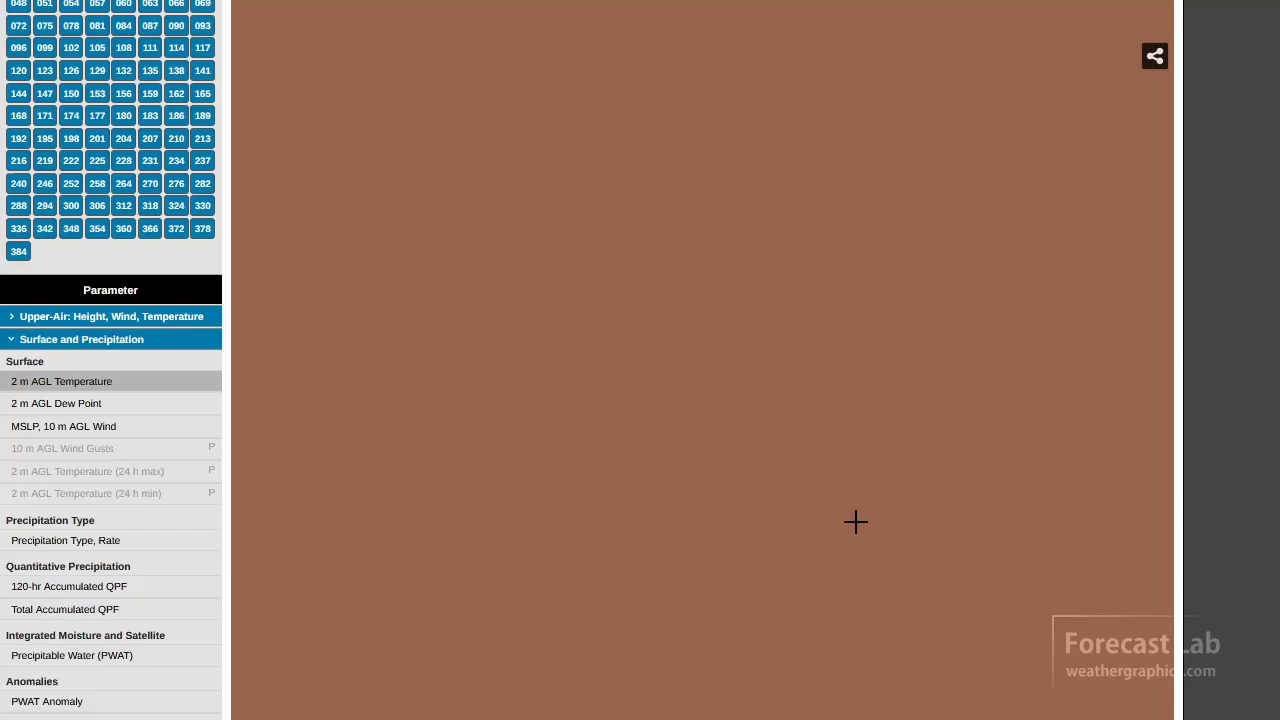 048 051 054 057 060 063 066 069
072 075 078 081 084 087 090 093
096 099 102 105 108 111 114 117
120 123 126 129 132 135 138 141
144 147 150 153 156 159 162 165
168 171 174 177 180 183 186 189
192 195 198 201 204 207 210 213
216 219 222 225 228 231 234 237
240 246 252 258 264 270 276 282
288 294 300 306 312 318 324 330
336 342 348 354 360 366 372 378
384
Parameter
Upper-Air: Height, Wind, Temperature
Surface and Precipitation
Surface
2 m AGL Temperature
2 m AGL Dew Point
MSLP, 10 m AGL Wind
10 m AGL Wind Gusts P
2 m AGL Temperature (24 h max) P
2 m AGL Temperature (24 h min) P
Precipitation Type
Precipitation Type, Rate
Quantitative Precipitation
120-hr Accumulated QPF
Total Accumulated QPF
Integrated Moisture and Satellite
Precipitable Water (PWAT)
Anomalies
PWAT Anomaly
Forecast Lab
weathergraphics.com